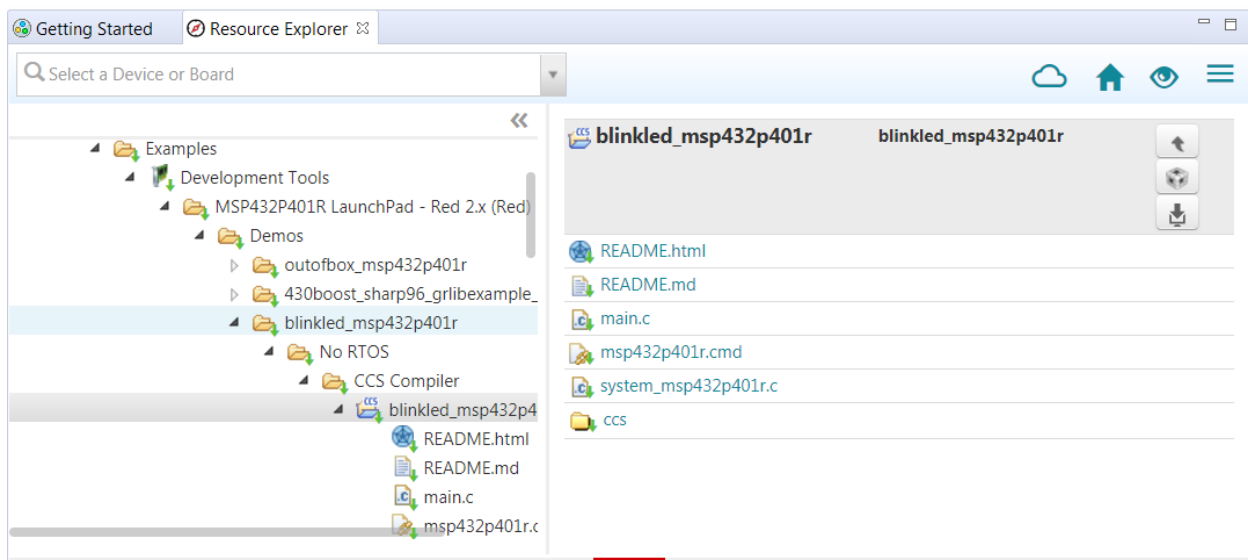 Getting Started
Resource Explorer
Select a Device or Board
Examples
Development Tools
MSP432P401R LaunchPad - Red 2.x (Red)
Demos
outofbox_msp432p401r
430boost_sharp96_grlibexample_
blinkled_msp432p401r
No RTOS
CCS Compiler
CCS blinkled_msp432p4
README.html
README.md
main.c
msp432p401r.c
CCS blinkled_msp432p401r blinkled_msp432p401r
README.html
README.md
.c main.c
msp432p401r.cmd
.c system_msp432p401r.c
ccs